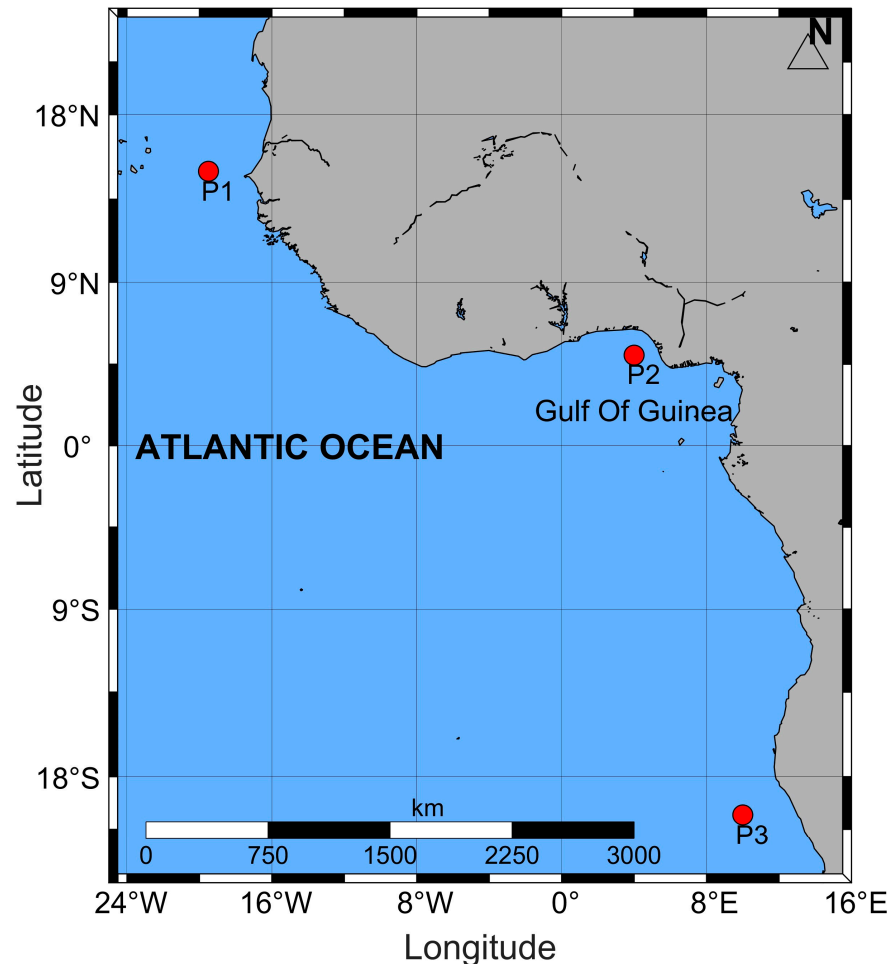 N
18°N
P1
9°N
P2
Gulf Of Guinea
Latitude
0°
ATLANTIC OCEAN
9°S
18°S
km
P3
0 750 1500 2250 3000
24°W 16°W 8°W 0° 8°E 16°E
Longitude